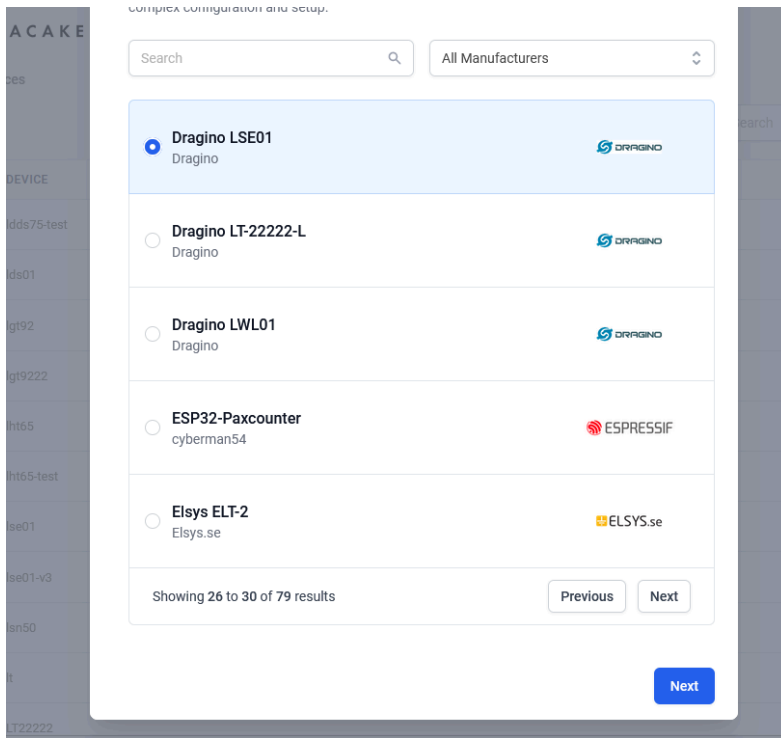 complex configuration and setup.
ACAKE
ces
Search
All Manufacturers
Search
DEVICE
Dragino LSE01
Dragino
DRAGINO
ldds75-test
Dragino LT-22222-L
Dragino
DRAGINO
lds01
lgt92
Dragino LWL01
Dragino
DRAGINO
lgt9222
lht65
ESP32-Paxcounter
cyberman54
ESPRESSIF
lht65-test
lse01
Elsys ELT-2
Elsys.se
ELSYS.se
lse01-v3
Showing 26 to 30 of 79 results
Previous
Next
lsn50
lt
Next
LT22222